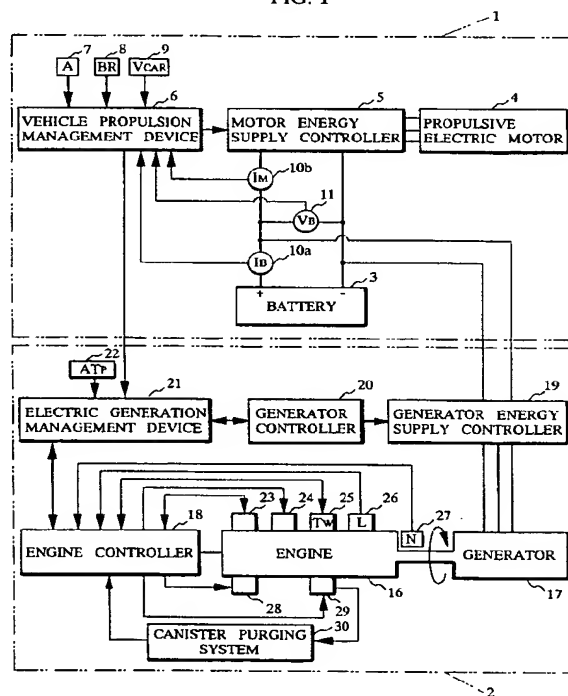 FIG. 1
1
7 8 9
A BR VCAR
6 5 4
VEHICLE PROPULSION MANAGEMENT DEVICE
MOTOR ENERGY SUPPLY CONTROLLER
PROPULSIVE ELECTRIC MOTOR
IM 10b
11
VB
IB
10a 3
+ -
BATTERY
22
ATP
21 20 19
ELECTRIC GENERATION MANAGEMENT DEVICE
GENERATOR CONTROLLER
GENERATOR ENERGY SUPPLY CONTROLLER
23 24 25 26
18 TW L 27
N
ENGINE CONTROLLER
ENGINE
GENERATOR
16 17
28 29
30
CANISTER PURGING SYSTEM
2